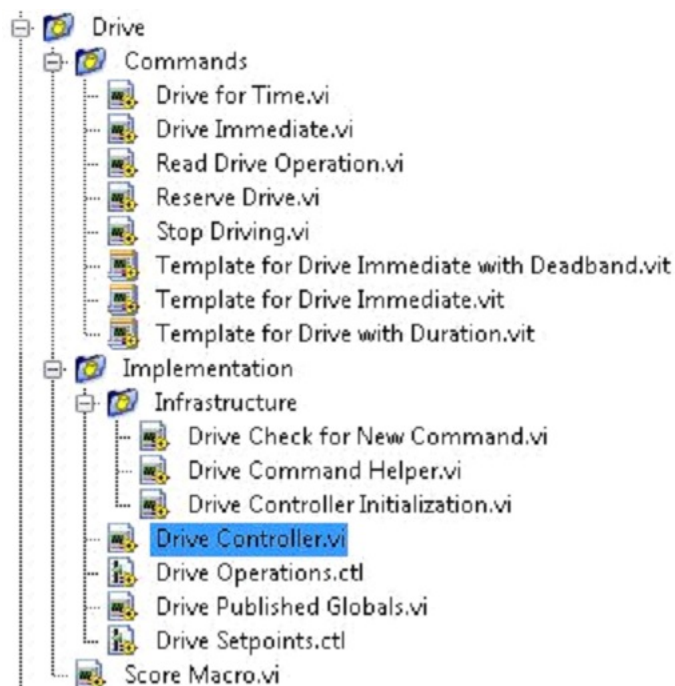 Drive
Commands
Drive for Time.vi
Drive Immediate.vi
Read Drive Operation.vi
Reserve Drive.vi
Stop Driving.vi
Template for Drive Immediate with Deadband.vit
Template for Drive Immediate.vit
Template for Drive with Duration.vit
Implementation
Infrastructure
Drive Check for New Command.vi
Drive Command Helper.vi
Drive Controller Initialization.vi
Drive Controller.vi
Drive Operations.ctl
Drive Published Globals.vi
Drive Setpoints.ctl
Score Macro.vi